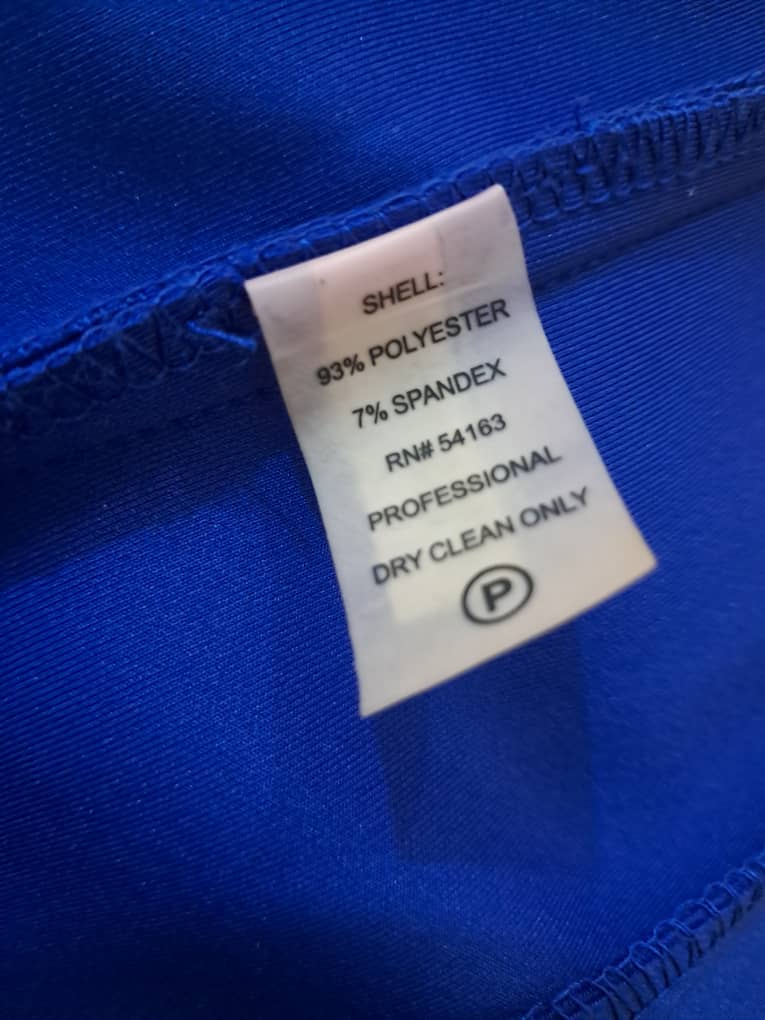 SHELL:
93% POLYESTER
7% SPANDEX
RN# 54163
PROFESSIONAL
DRY CLEAN ONLY
P